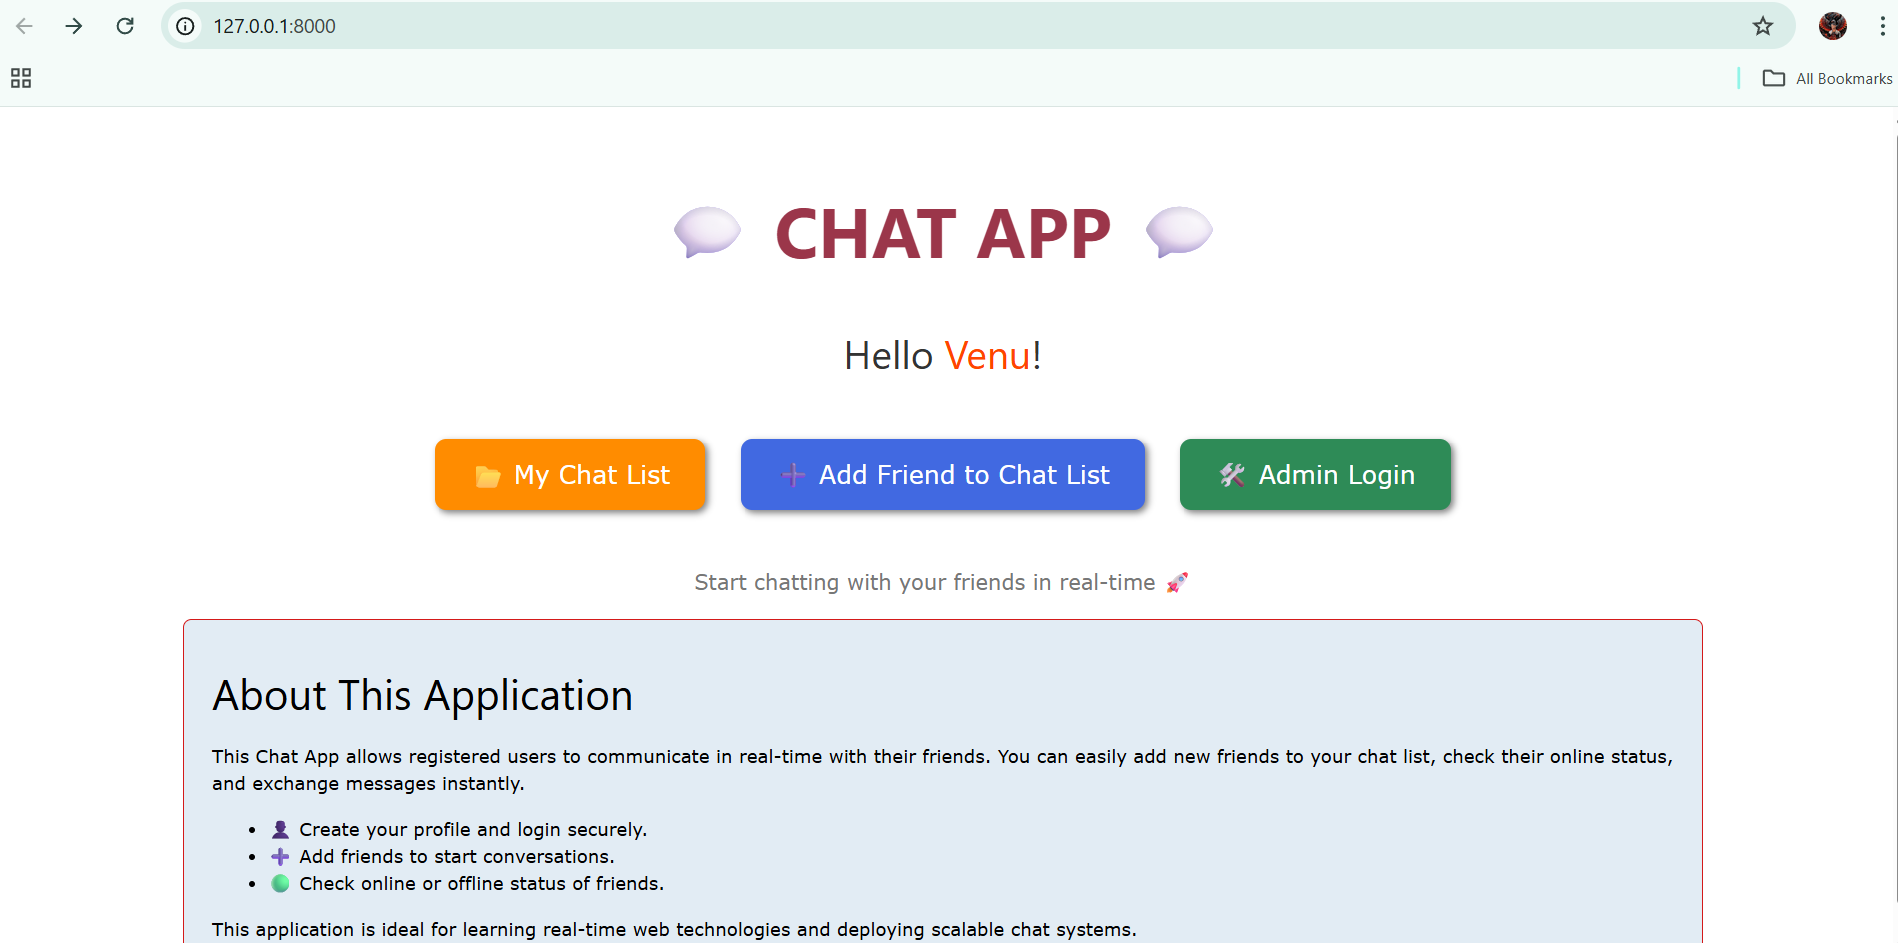 127.0.0.1:8000
All Bookmarks
💬 CHAT APP 💬
Hello Venu!
📂 My Chat List
➕ Add Friend to Chat List
🛠 Admin Login
Start chatting with your friends in real-time 🚀
About This Application
This Chat App allows registered users to communicate in real-time with their friends. You can easily add new friends to your chat list, check their online status,
and exchange messages instantly.
• 👤 Create your profile and login securely.
• ➕ Add friends to start conversations.
• 🟢 Check online or offline status of friends.
This application is ideal for learning real-time web technologies and deploying scalable chat systems.